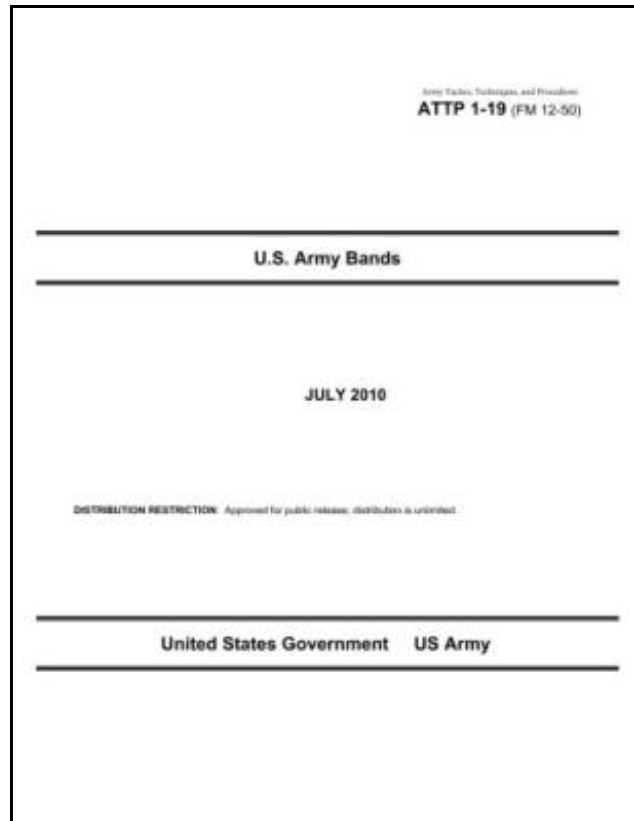 Army Tactics, Techniques, and Procedures
ATTP 1-19 (FM 12-50)
U.S. Army Bands
JULY 2010
DISTRIBUTION RESTRICTION: Approved for public release; distribution is unlimited.
United States Government US Army